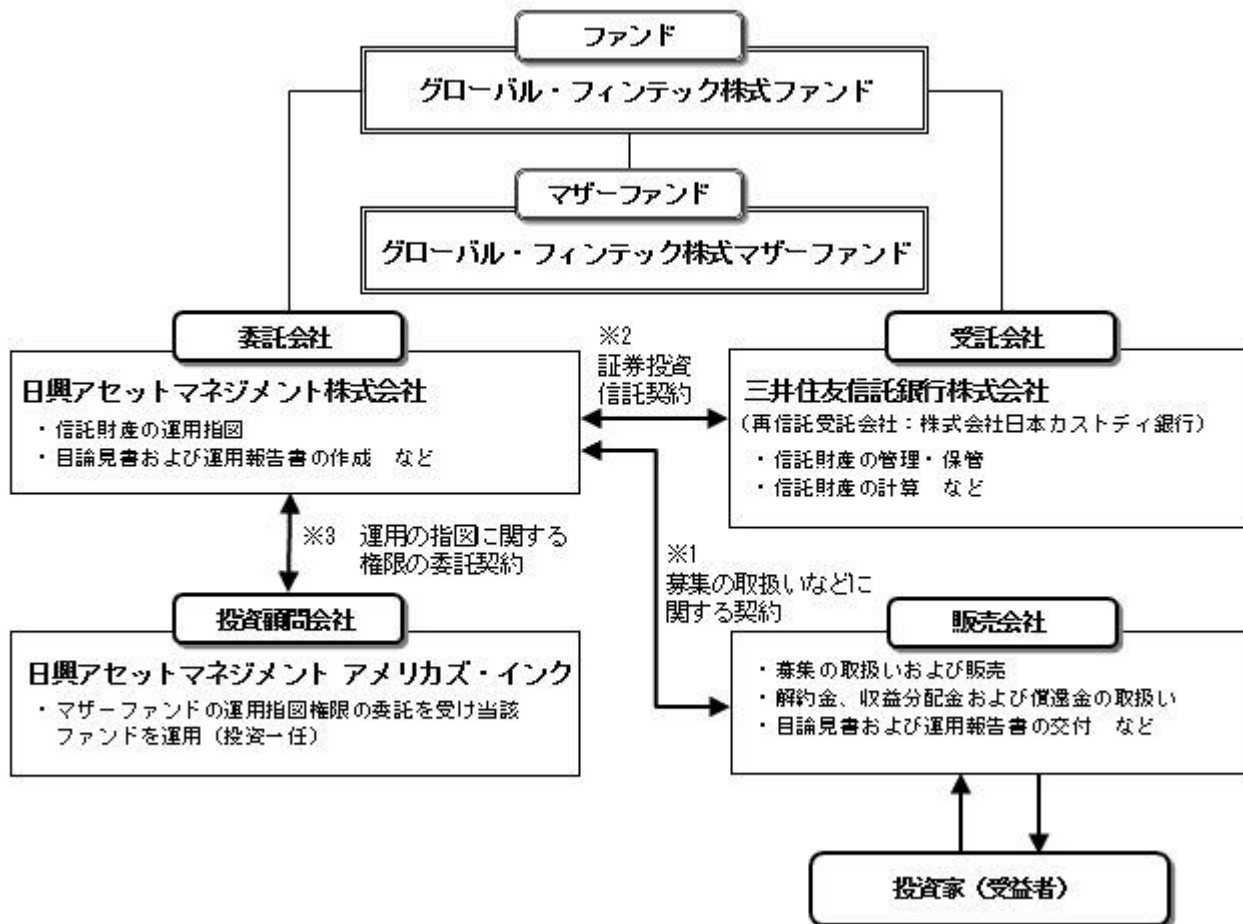 ファンド
グローバル・フィンテック株式ファンド
マザーファンド
グローバル・フィンテック株式マザーファンド
委託会社
日興アセットマネジメント株式会社
・信託財産の運用指図
・目論見書および運用報告書の作成　など
※2
証券投資
信託契約
受託会社
三井住友信託銀行株式会社
(再信託受託会社：株式会社日本カストディ銀行)
・信託財産の管理・保管
・信託財産の計算　など
※3　運用の指図に関する
権限の委託契約
※1
募集の取扱いなどに
関する契約
投資顧問会社
日興アセットマネジメント アメリカズ・インク
・マザーファンドの運用指図権限の委託を受け当該
ファンドを運用（投資一任）
販売会社
・募集の取扱いおよび販売
・解約金、収益分配金および償還金の取扱い
・目論見書および運用報告書の交付　など
投資家（受益者）